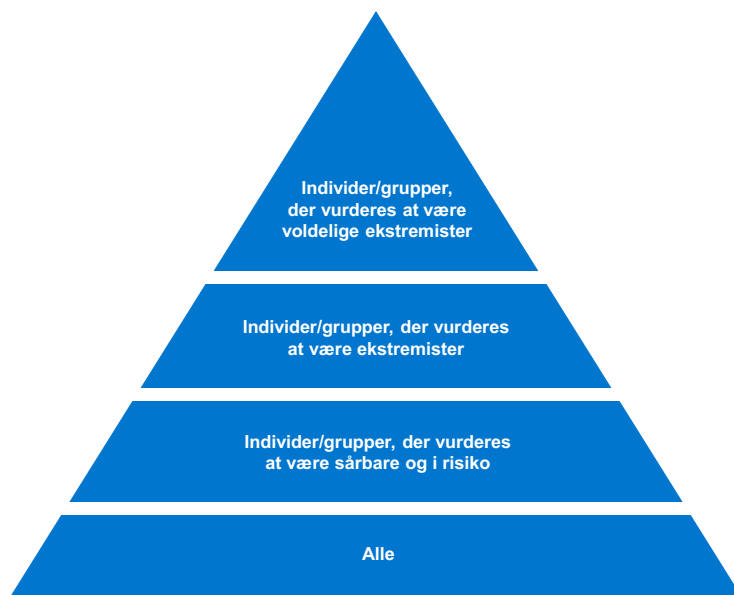 Individer/grupper,
der vurderes at være
voldelige ekstremister
Individer/grupper, der vurderes
at være ekstremister
Individer/grupper, der vurderes
at være sårbare og i risiko
Alle